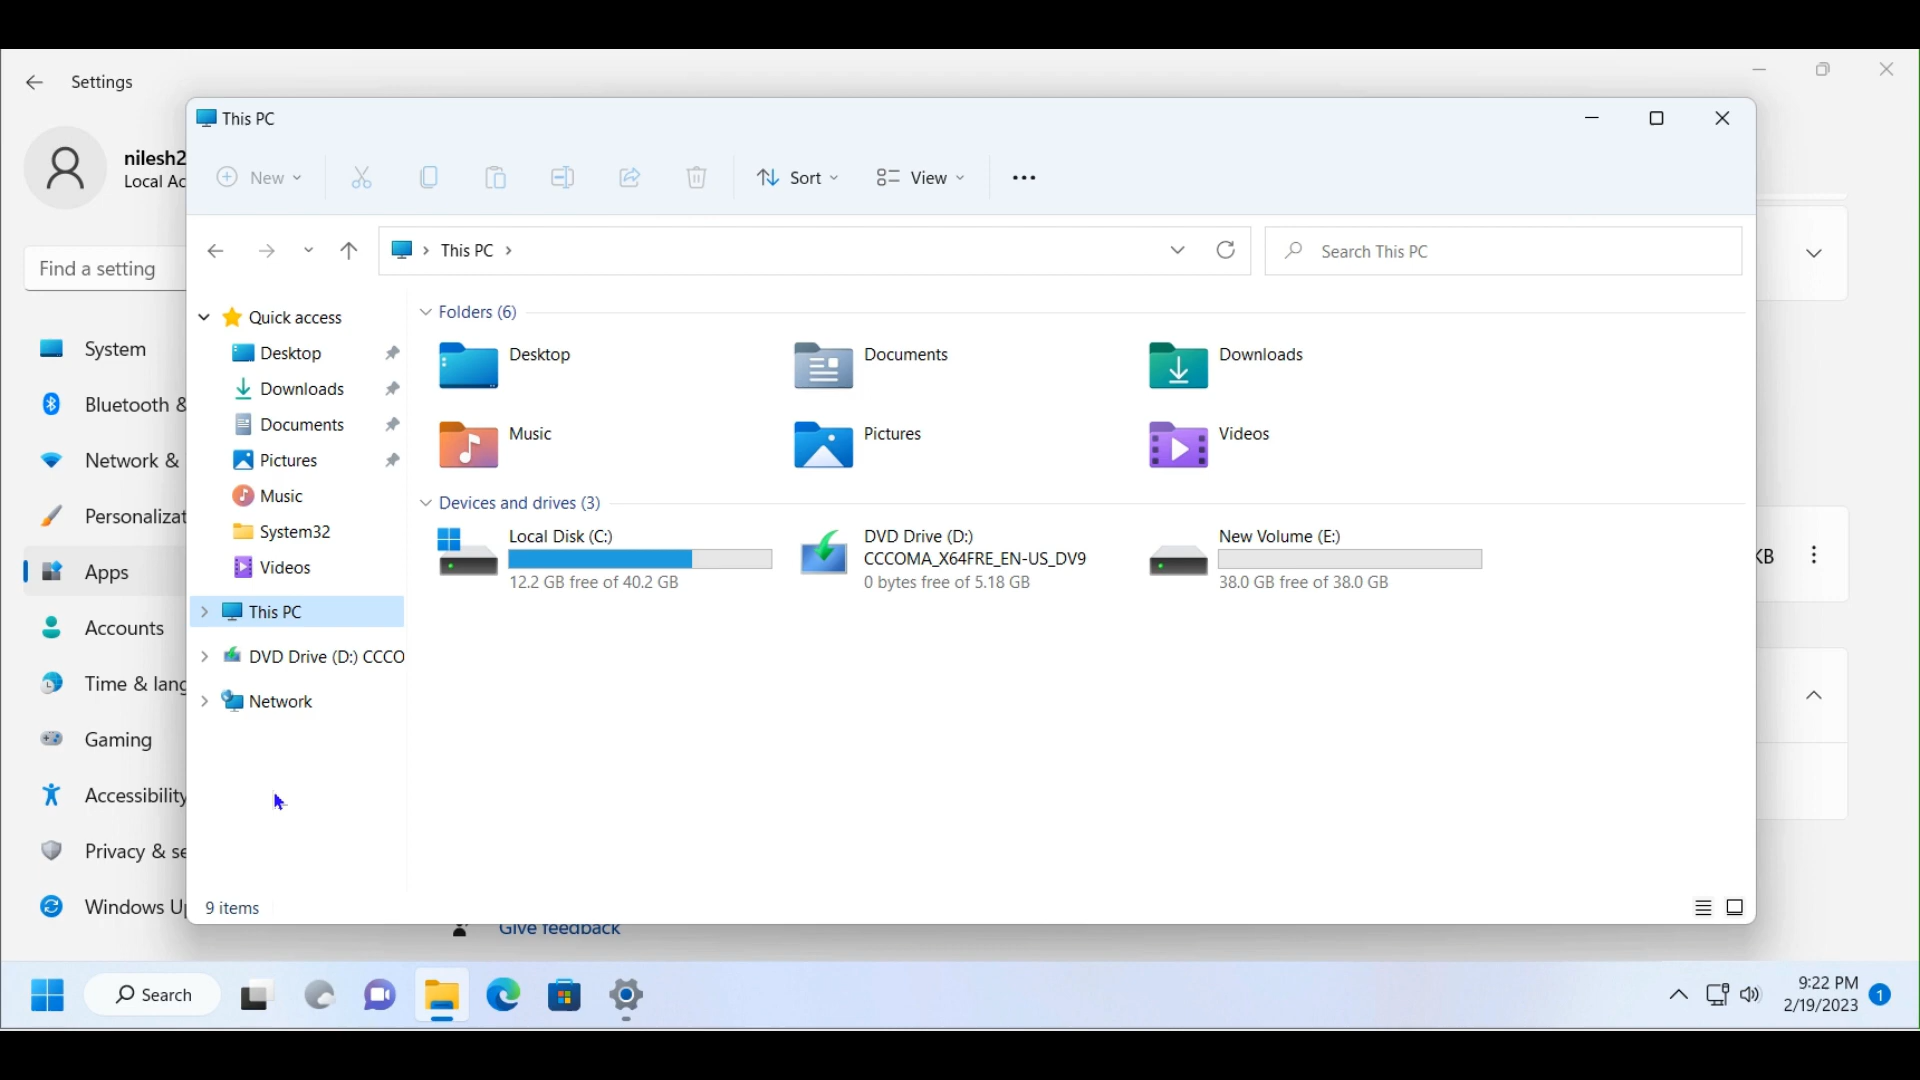 Settings
This PC
nilesh2
Local Ac
New
Sort
View
This PC
Search This PC
Find a setting
Quick access
Desktop
Downloads
Documents
Pictures
Music
System32
Videos
This PC
DVD Drive (D:) CCCO
Network
Folders (6)
Desktop
Documents
Downloads
Music
Pictures
Videos
Devices and drives (3)
Local Disk (C:)
12.2 GB free of 40.2 GB
DVD Drive (D:)
CCCOMA_X64FRE_EN-US_DV9
0 bytes free of 5.18 GB
New Volume (E:)
38.0 GB free of 38.0 GB
KB
System
Bluetooth &
Network &
Personalizat
Apps
Accounts
Time & lang
Gaming
Accessibility
Privacy & se
Windows Up
9 items
Give feedback
Search
9:22 PM
2/19/2023
1